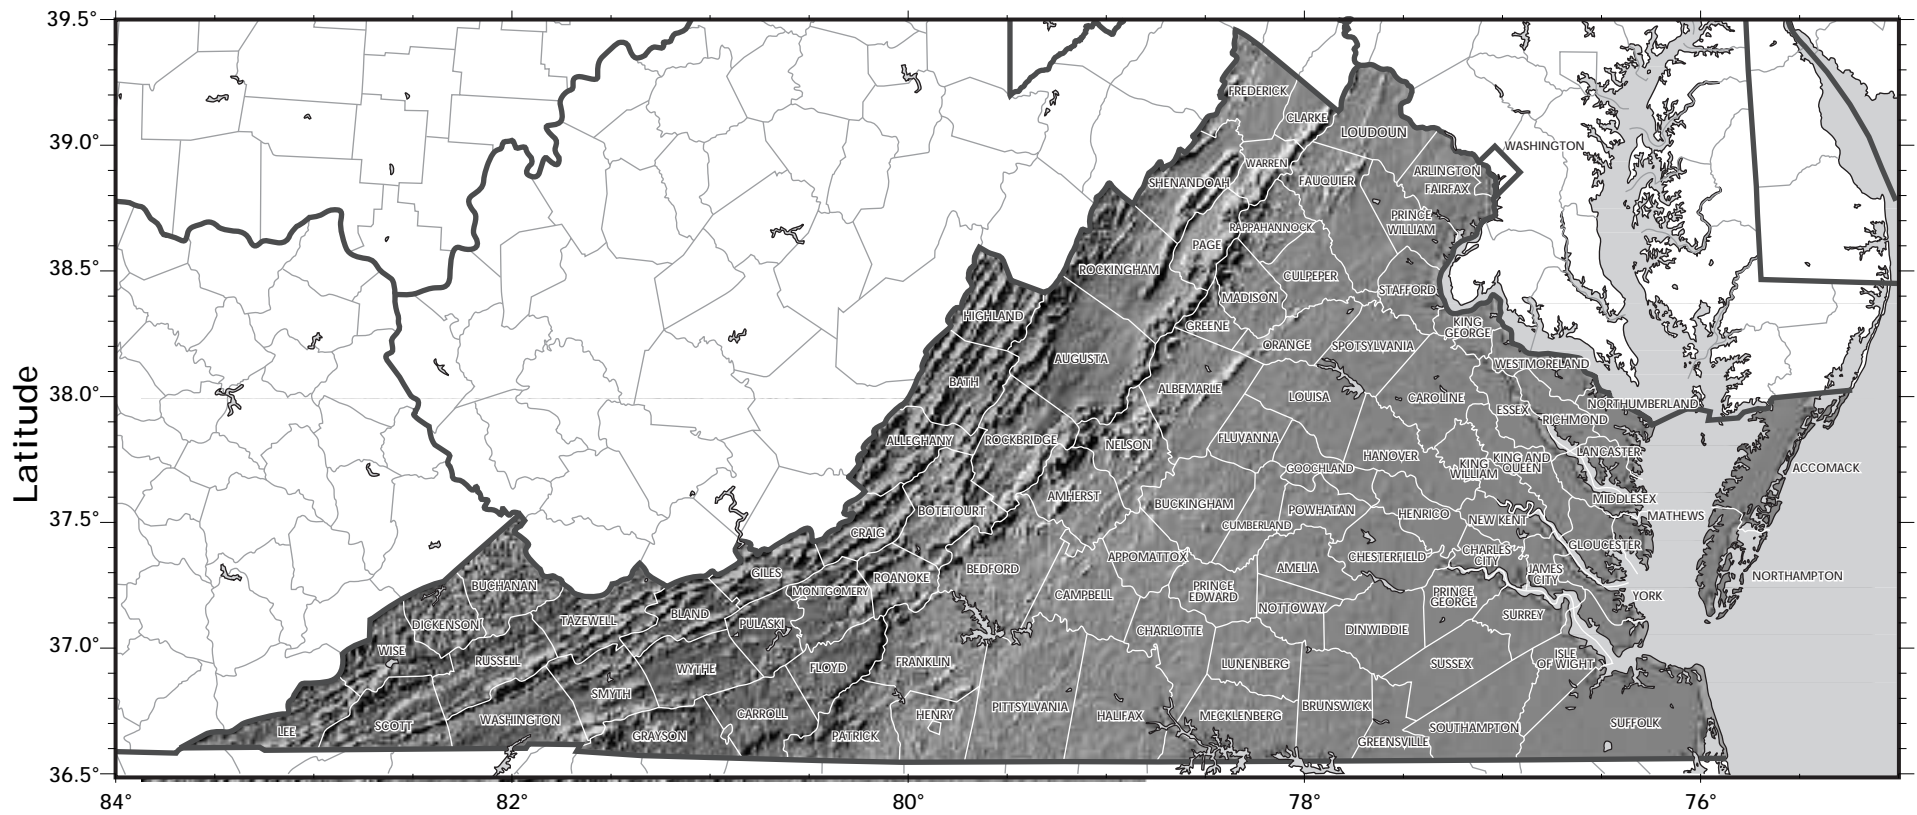 39.5°
FREDERICK
CLARKE
LOUDOUN
39.0°
WASHINGTON
WARREN
ARLINGTON
SHENANDOAH
FAUQUIER
FAIRFAX
PRINCE
WILLIAM
RAPPAHANNOCK
PAGE
38.5°
ROCKINGHAM
CULPEPER
STAFFORD
MADISON
HIGHLAND
GREENE
KING
GEORGE
ORANGE
SPOTSYLVANIA
AUGUSTA
WESTMORELAND
BATH
ALBEMARLE
38.0°
LOUISA
CAROLINE
NORTHUMBERLAND
ESSEX
RICHMOND
Latitude
ALLEGHANY
ROCKBRIDGE
NELSON
FLUVANNA
LANCASTER
HANOVER
KING AND
QUEEN
KING
WILLIAM
GOOCHLAND
ACCOMACK
AMHERST
BUCKINGHAM
MIDDLESEX
BOTETOURT
POWHATAN
HENRICO
MATHEWS
37.5°
CUMBERLAND
NEW KENT
CRAIG
GLOUCESTER
APPOMATTOX
CHESTERFIELD
CHARLES
CITY
GILES
ROANOKE
BEDFORD
AMELIA
JAMES
CITY
NORTHAMPTON
BUCHANAN
MONTGOMERY
PRINCE
EDWARD
CAMPBELL
PRINCE
GEORGE
YORK
NOTTOWAY
BLAND
TAZEWELL
PULASKI
SURREY
DICKENSON
CHARLOTTE
DINWIDDIE
37.0°
WISE
RUSSELL
WYTHE
FLOYD
FRANKLIN
LUNENBERG
SUSSEX
ISLE
OF WIGHT
SMYTH
PITTSYLVANIA
BRUNSWICK
CARROLL
HENRY
HALIFAX
MECKLENBERG
WASHINGTON
SCOTT
SOUTHAMPTON
SUFFOLK
LEE
GRAYSON
PATRICK
GREENSVILLE
36.5°
84° 82° 80° 78° 76°